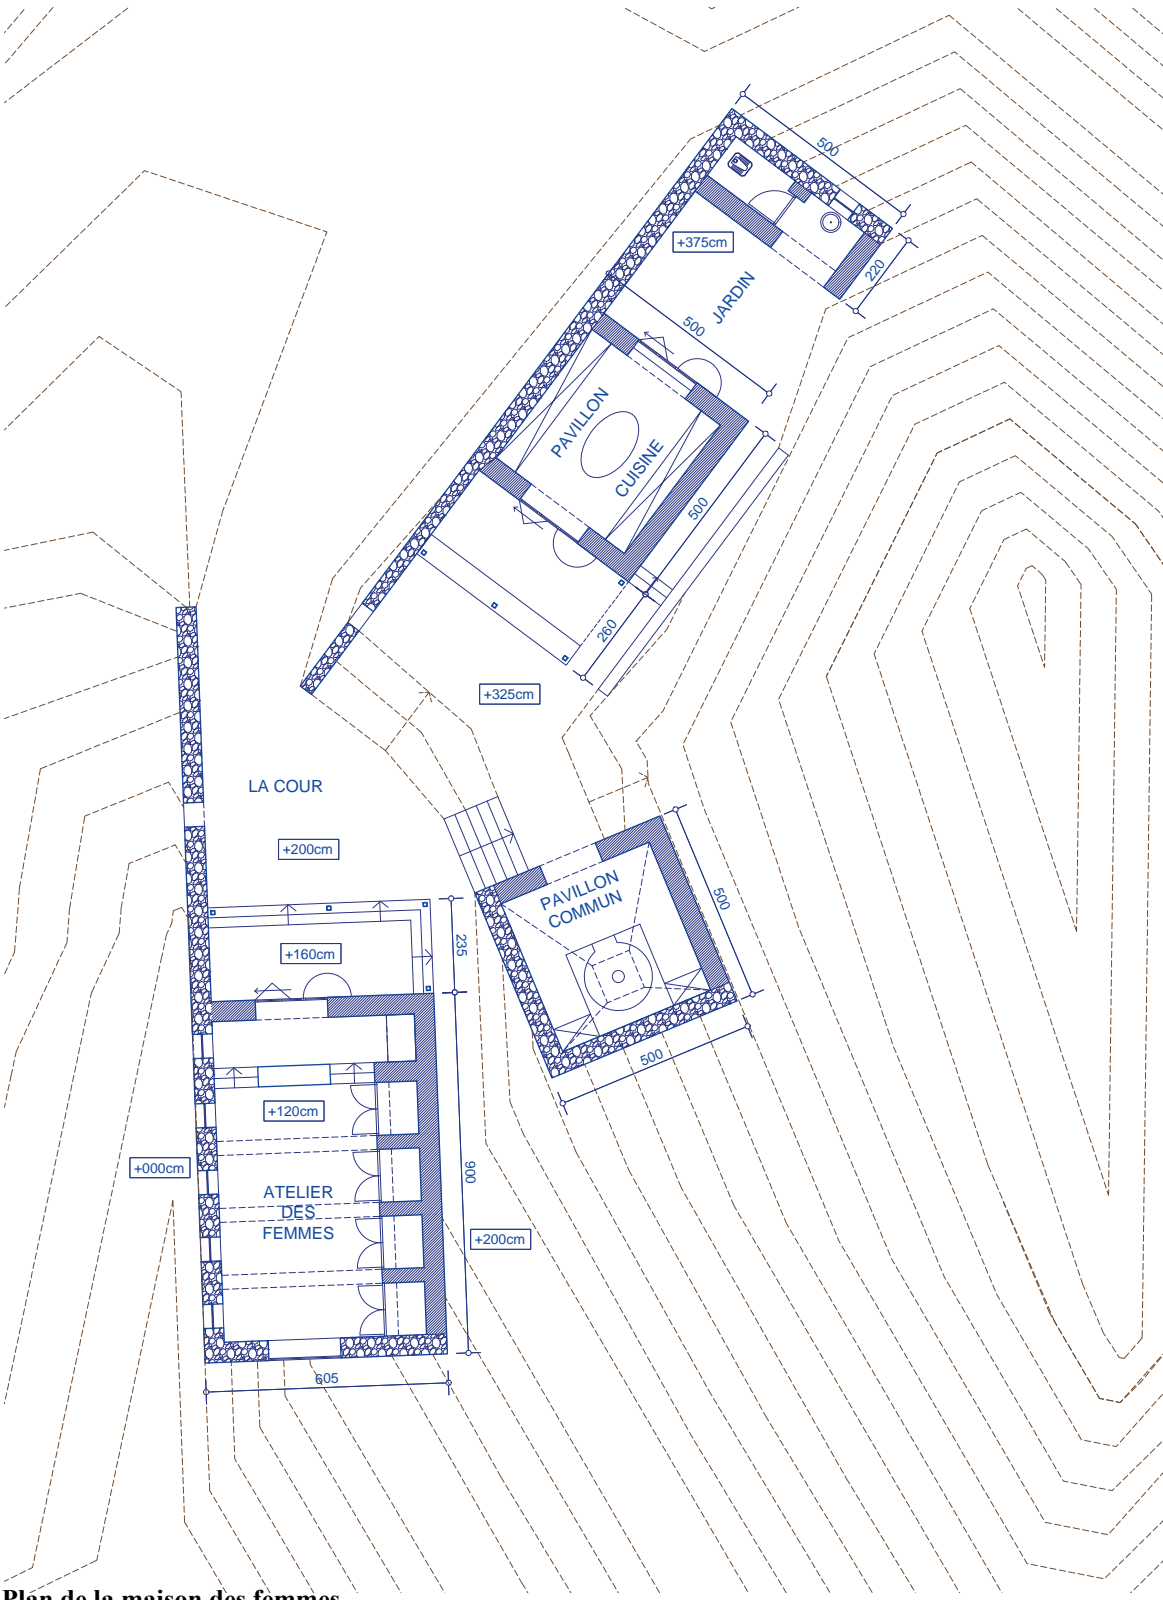 500
220
+375cm
JARDIN
500
PAVILLON
CUISINE
500
260
+325cm
LA COUR
+200cm
PAVILLON
COMMUN
500
235
+160cm
500
+120cm
+000cm
900
ATELIER
DES
FEMMES
+200cm
605
Plan de la maison des femmes